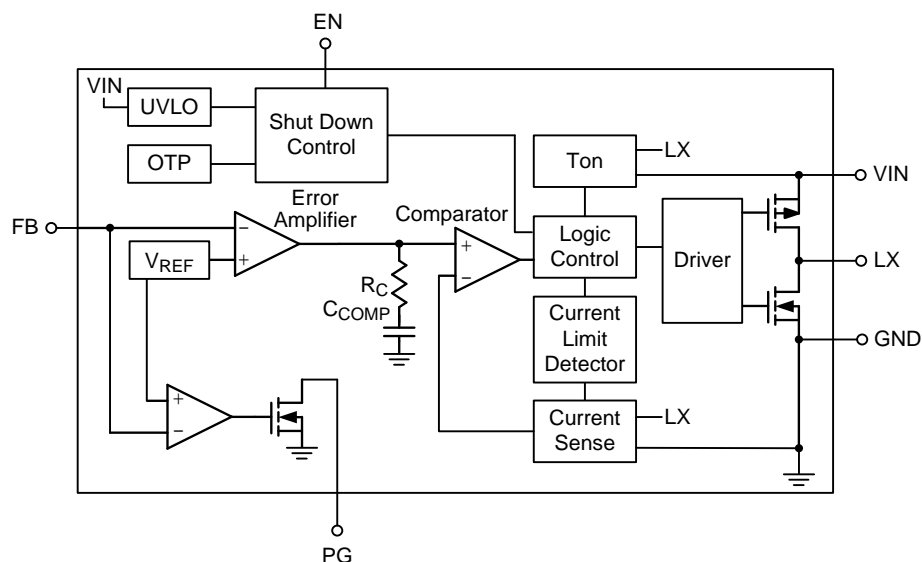 EN
VIN
UVLO
Shut Down
Control
OTP
Ton
LX
VIN
Error
Amplifier
Comparator
FB
−
+
VREF
+
−
Logic
Control
Driver
LX
RC
CCOMP
Current
Limit
Detector
GND
+
−
Current
Sense
LX
PG